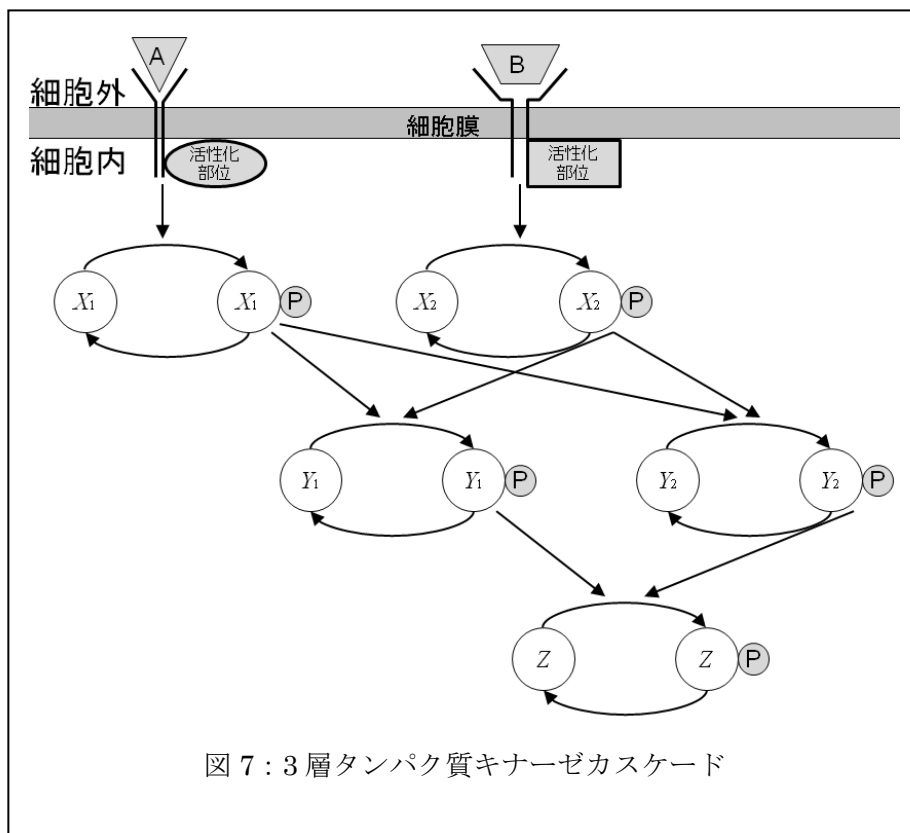 A
B
細胞外
細胞膜
細胞内
活性化
部位
活性化
部位
X1
X1
P
X2
X2
P
Y1
Y1
P
Y2
Y2
P
Z
Z
P
図 7：3 層タンパク質キナーゼカスケード